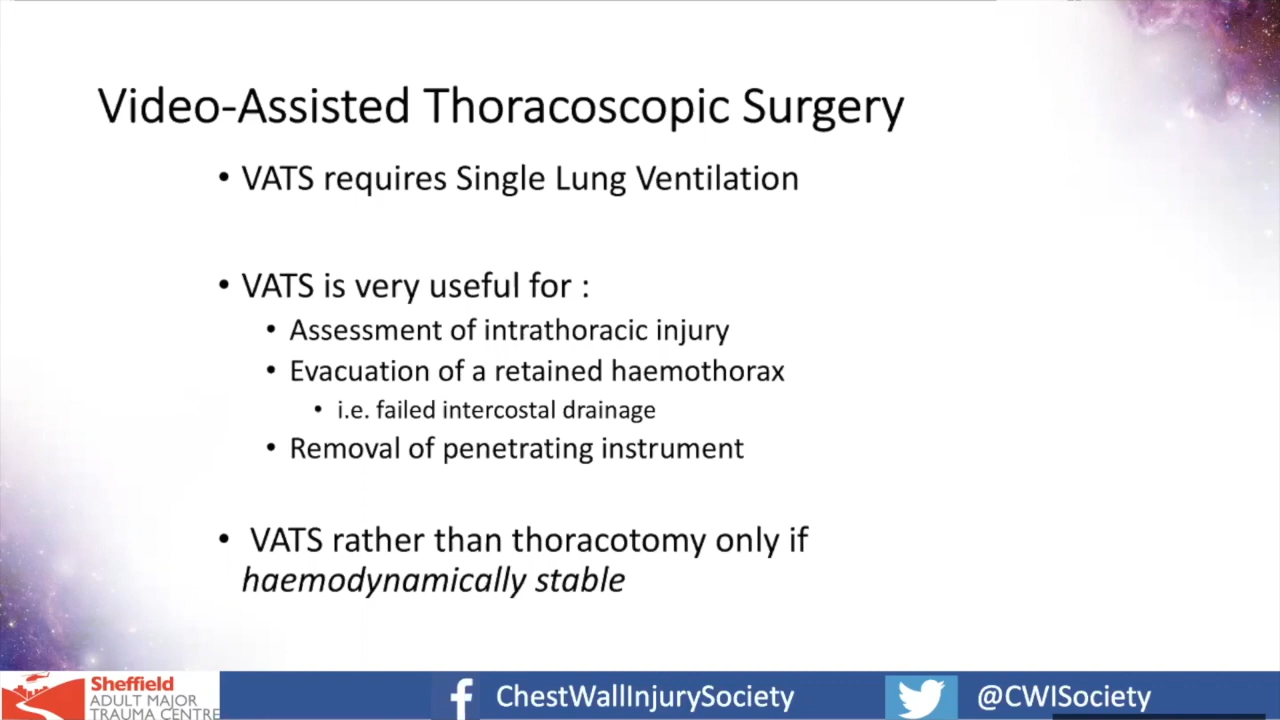 Video-Assisted Thoracoscopic Surgery
• VATS requires Single Lung Ventilation
• VATS is very useful for :
• Assessment of intrathoracic injury
• Evacuation of a retained haemothorax
• i.e. failed intercostal drainage
• Removal of penetrating instrument
• VATS rather than thoracotomy only if
haemodynamically stable
Sheffield
ADULT MAJOR
TRAUMA CENTRE
ChestWallInjurySociety
@CWISociety